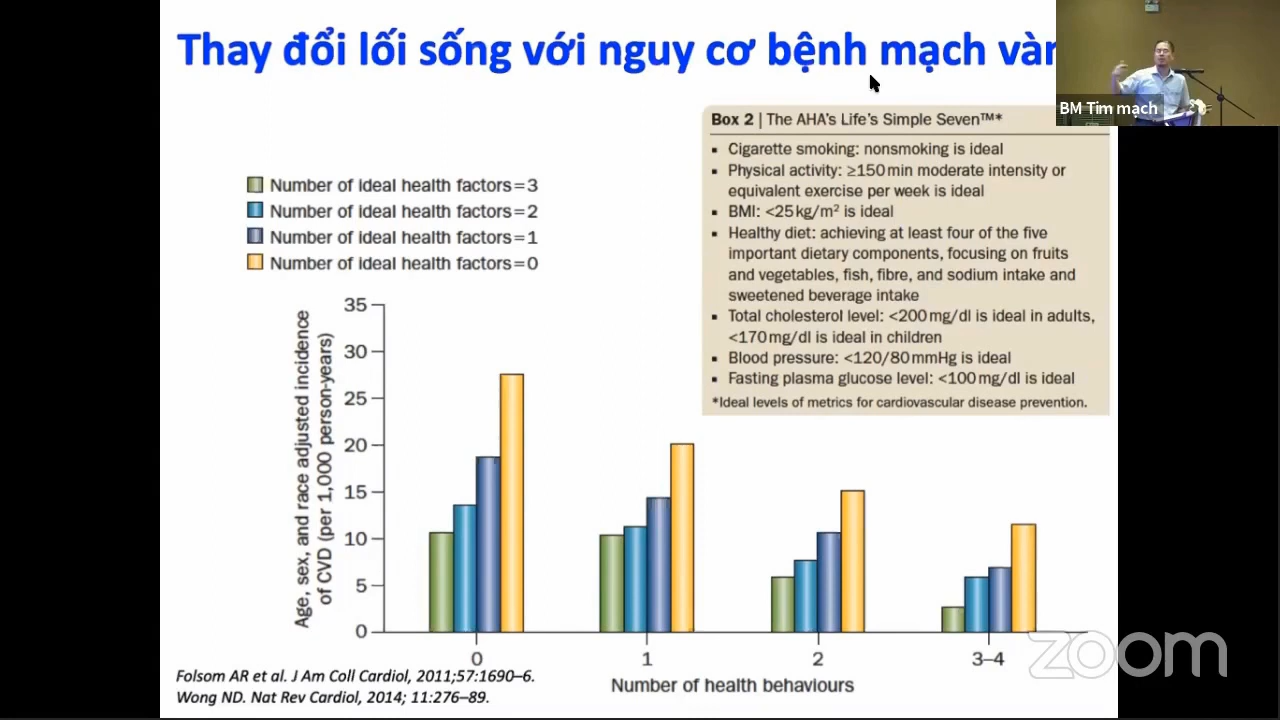 Thay đổi lối sống với nguy cơ bệnh mạch vàn
BM Tim mach
Box 2 | The AHA's Life's Simple Seven™*
▪ Cigarette smoking: nonsmoking is ideal
▪ Physical activity: ≥150 min moderate intensity or
equivalent exercise per week is ideal
▪ BMI: <25 kg/m² is ideal
▪ Healthy diet: achieving at least four of the five
important dietary components, focusing on fruits
and vegetables, fish, fibre, and sodium intake and
sweetened beverage intake
▪ Total cholesterol level: <200 mg/dl is ideal in adults,
<170 mg/dl is ideal in children
▪ Blood pressure: <120/80 mmHg is ideal
▪ Fasting plasma glucose level: <100 mg/dl is ideal
*Ideal levels of metrics for cardiovascular disease prevention.
Number of ideal health factors=3
Number of ideal health factors=2
Number of ideal health factors=1
Number of ideal health factors=0
Age, sex, and race adjusted incidence
of CVD (per 1,000 person-years)
35
30
25
20
15
10
5
0
0 1 2 3–4
Number of health behaviours
Folsom AR et al. J Am Coll Cardiol, 2011;57:1690–6.
Wong ND. Nat Rev Cardiol, 2014; 11:276–89.
zoom